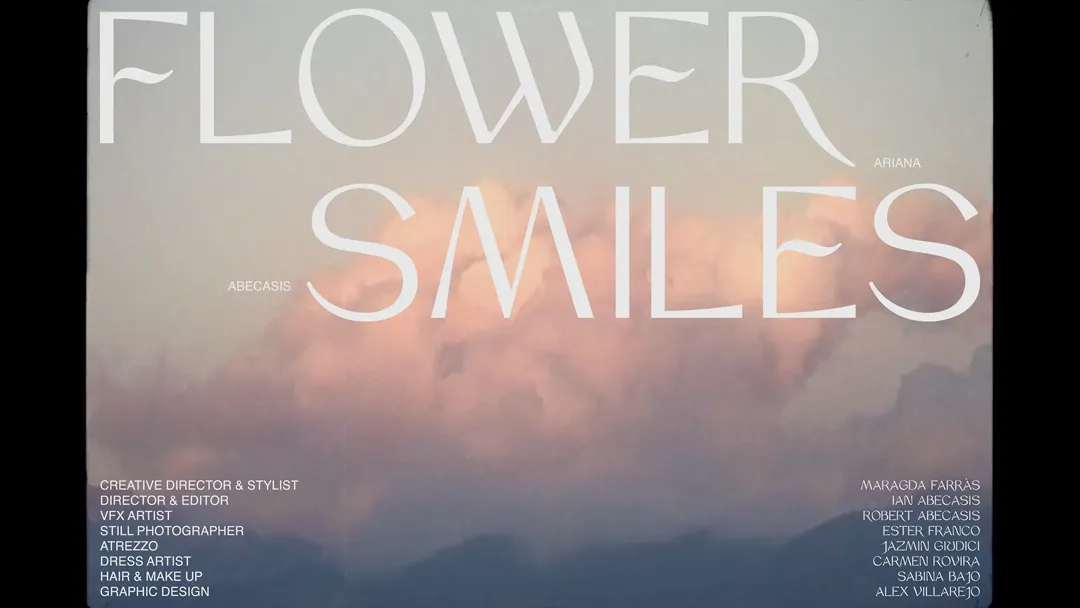 FLOWER
ARIANA
SMILES
ABECASIS
CREATIVE DIRECTOR & STYLIST MARAGDA FARRÀS
DIRECTOR & EDITOR IAN ABECASIS
VFX ARTIST ROBERT ABECASIS
STILL PHOTOGRAPHER ESTER FRANCO
ATREZZO JAZMIN GIUDICI
DRESS ARTIST CARMEN ROVIRA
HAIR & MAKE UP SABINA BAJO
GRAPHIC DESIGN ALEX VILLAREJO